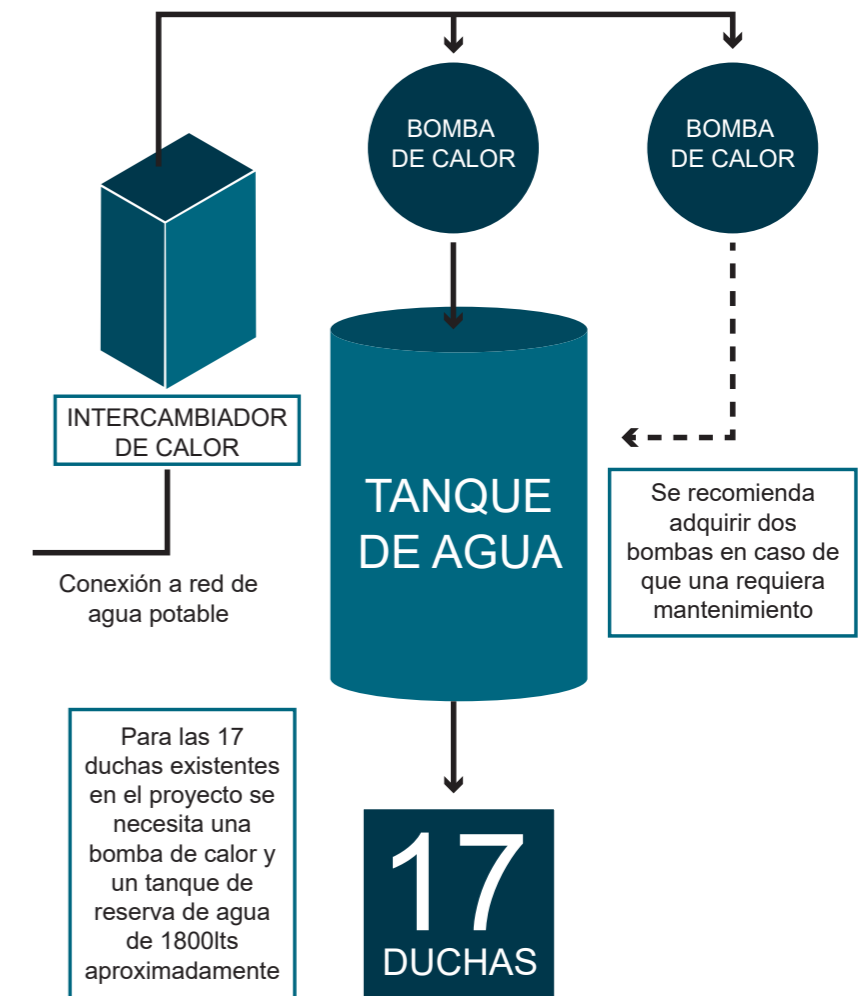 BOMBA
DE CALOR
BOMBA
DE CALOR
INTERCAMBIADOR
DE CALOR
Conexión a red de
agua potable
TANQUE
DE AGUA
Se recomienda
adquirir dos
bombas en caso de
que una requiera
mantenimiento
Para las 17
duchas existentes
en el proyecto se
necesita una
bomba de calor y
un tanque de
reserva de agua
de 1800lts
aproximadamente
17
DUCHAS